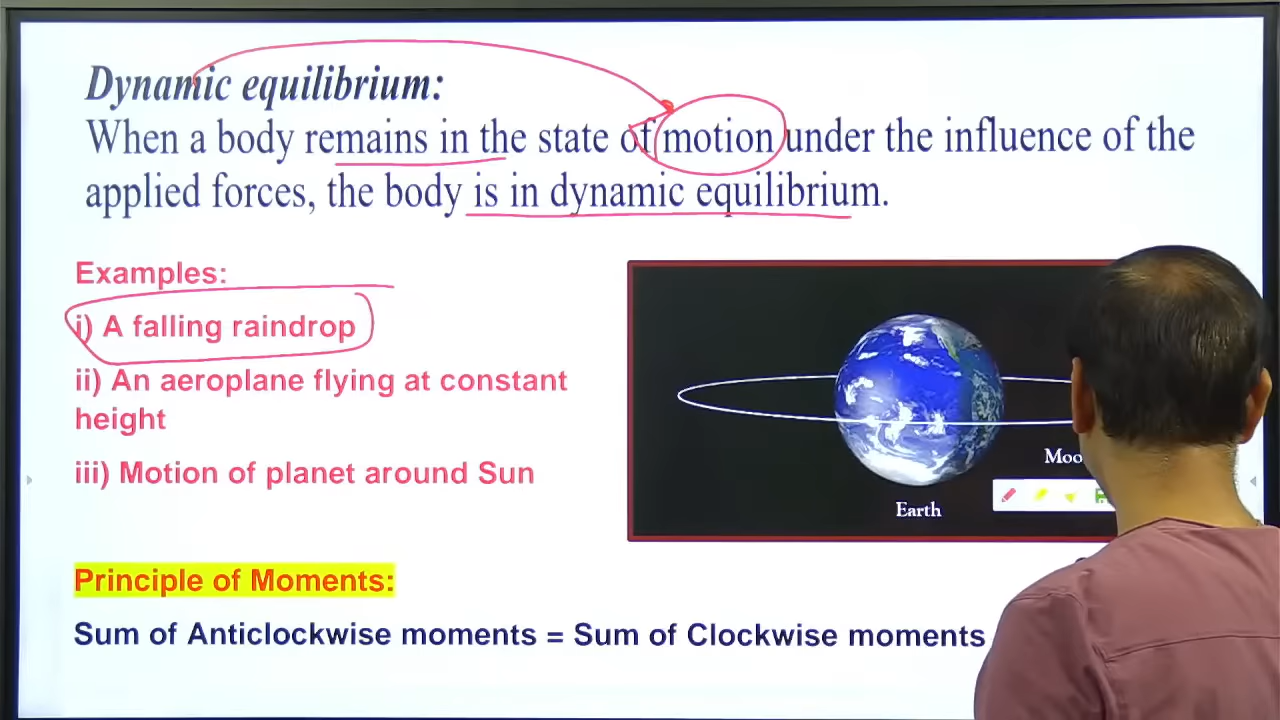 Dynamic equilibrium:
When a body remains in the state of motion under the influence of the
applied forces, the body is in dynamic equilibrium.
Examples:
i) A falling raindrop
ii) An aeroplane flying at constant
height
iii) Motion of planet around Sun
Moo
Earth
Principle of Moments:
Sum of Anticlockwise moments = Sum of Clockwise moments